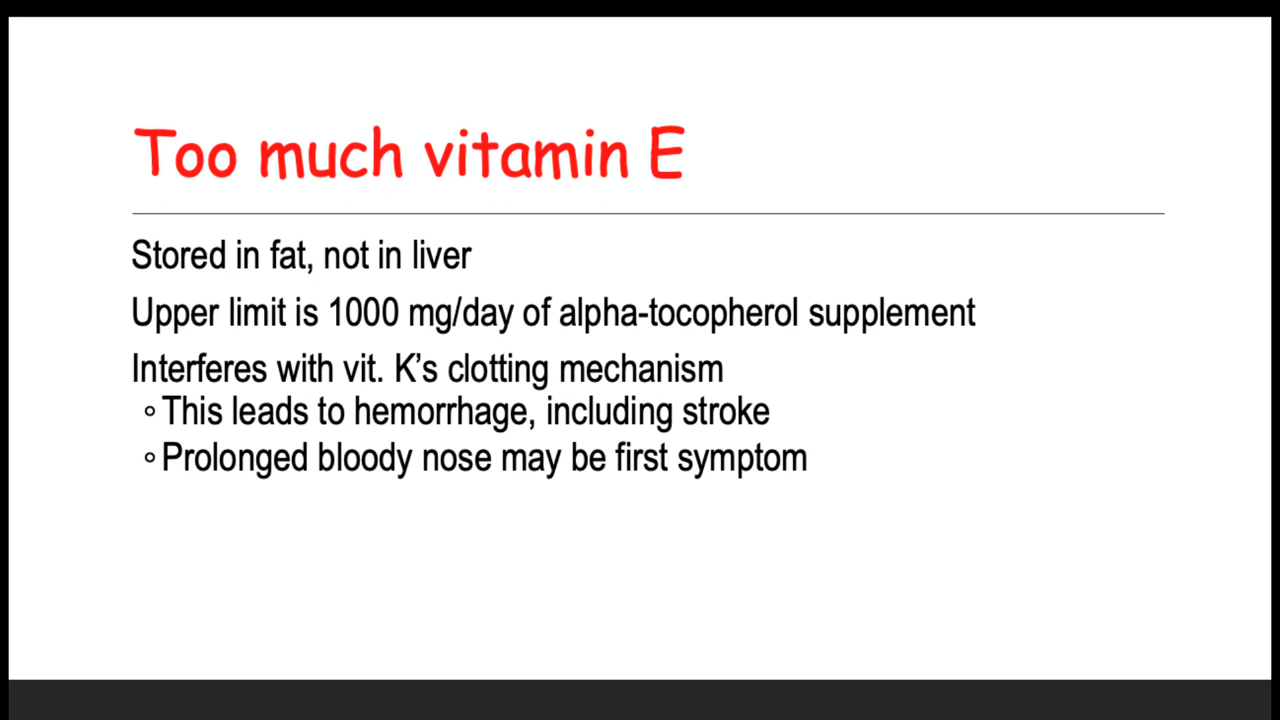 Too much vitamin E
Stored in fat, not in liver
Upper limit is 1000 mg/day of alpha-tocopherol supplement
Interferes with vit. K’s clotting mechanism
◦This leads to hemorrhage, including stroke
◦Prolonged bloody nose may be first symptom